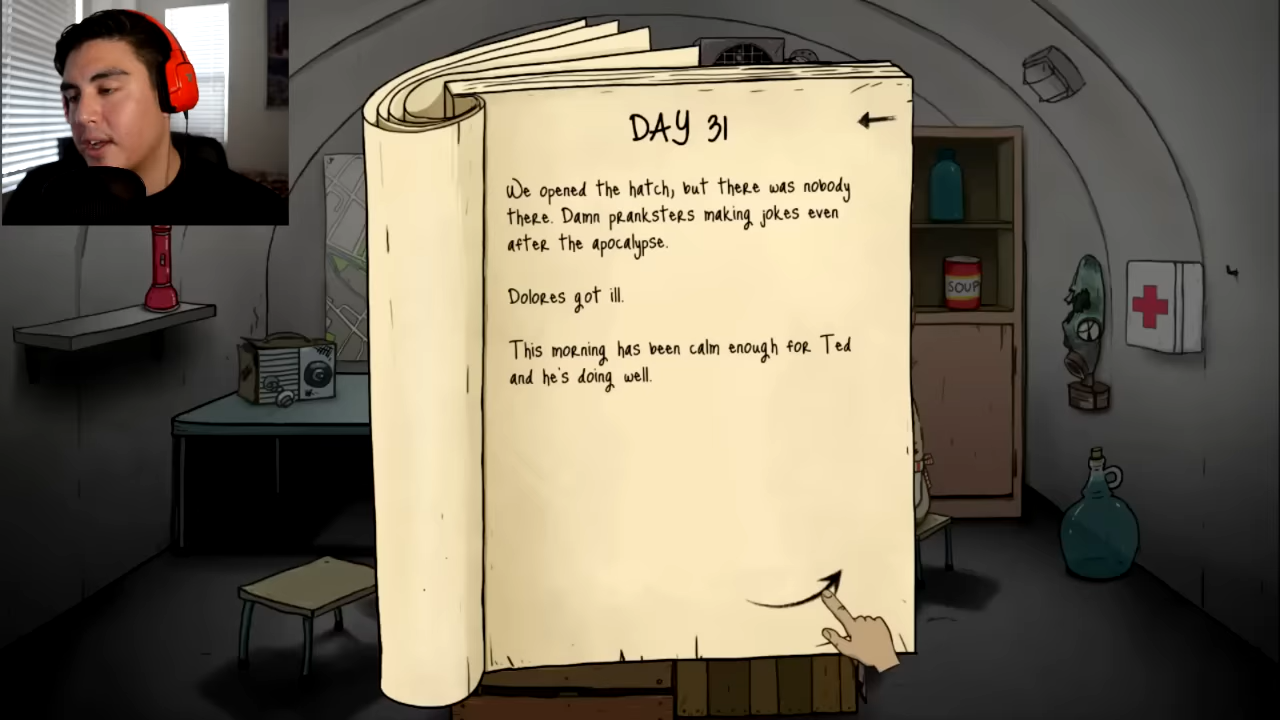 DAY 31
We opened the hatch, but there was nobody
there. Damn pranksters making jokes even
after the apocalypse.
Dolores got ill.
This morning has been calm enough for Ted
and he's doing well.
SOUP